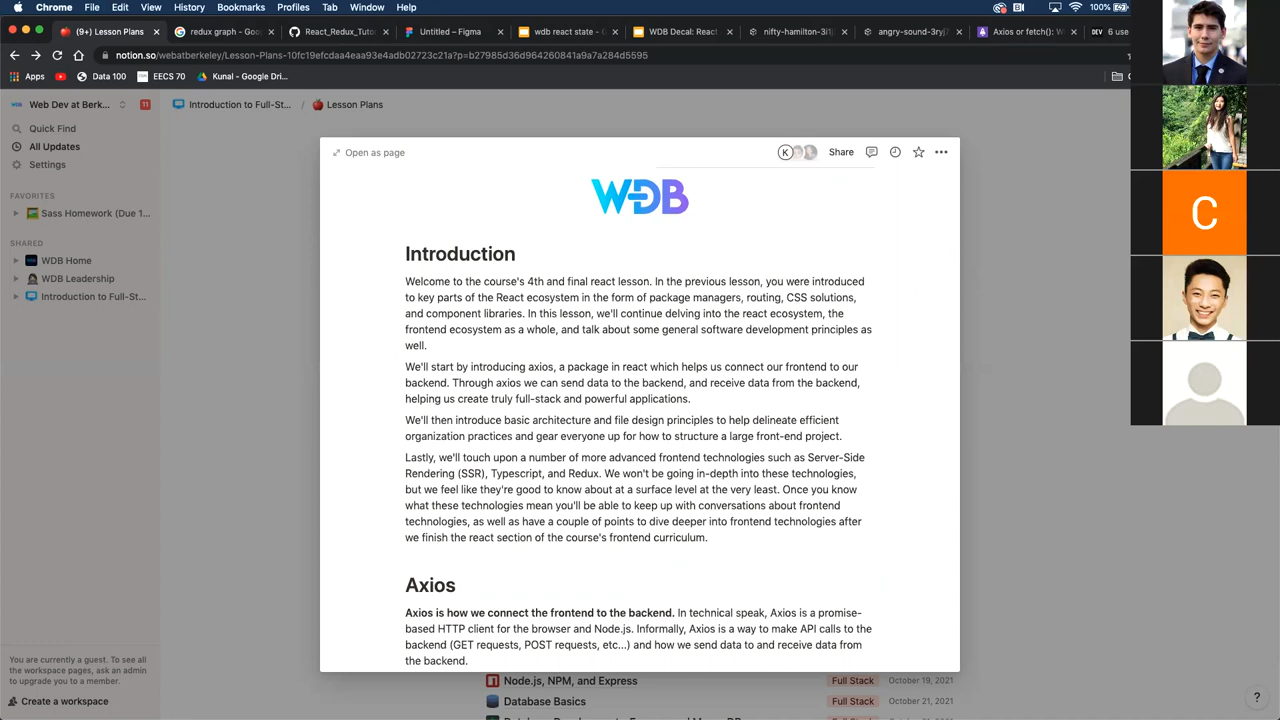 Chrome File Edit View History Bookmarks Profiles Tab Window Help 100%
(9+) Lesson Plans redux graph - Goo React_Redux_Tuto Untitled – Figma wdb react state - G WDB Decal: React nifty-hamilton-3i1j angry-sound-3ryj7 Axios or fetch(): W DEV 6 use
notion.so/webatberkeley/Lesson-Plans-10fc19efcdaa4eaa93e4adb02723c21a?p=b27985d36d964260841a9a7a284d5595
Apps Data 100 EECS 70 Kunal - Google Dri...
Web Dev at Berk... 11
Introduction to Full-St... / Lesson Plans
Quick Find
All Updates
Settings
FAVORITES
Sass Homework (Due 1...
SHARED
WDB Home
WDB Leadership
Introduction to Full-St...
You are currently a guest. To see all
the workspace pages, ask an admin
to upgrade you to a member.
Create a workspace
Open as page K Share
WDB
Introduction
Welcome to the course's 4th and final react lesson. In the previous lesson, you were introduced
to key parts of the React ecosystem in the form of package managers, routing, CSS solutions,
and component libraries. In this lesson, we'll continue delving into the react ecosystem, the
frontend ecosystem as a whole, and talk about some general software development principles as
well.
We'll start by introducing axios, a package in react which helps us connect our frontend to our
backend. Through axios we can send data to the backend, and receive data from the backend,
helping us create truly full-stack and powerful applications.
We'll then introduce basic architecture and file design principles to help delineate efficient
organization practices and gear everyone up for how to structure a large front-end project.
Lastly, we'll touch upon a number of more advanced frontend technologies such as Server-Side
Rendering (SSR), Typescript, and Redux. We won't be going in-depth into these technologies,
but we feel like they're good to know about at a surface level at the very least. Once you know
what these technologies mean you'll be able to keep up with conversations about frontend
technologies, as well as have a couple of points to dive deeper into frontend technologies after
we finish the react section of the course's frontend curriculum.
Axios
Axios is how we connect the frontend to the backend. In technical speak, Axios is a promise-
based HTTP client for the browser and Node.js. Informally, Axios is a way to make API calls to the
backend (GET requests, POST requests, etc...) and how we send data to and receive data from
the backend.
Node.js, NPM, and Express Full Stack October 19, 2021
Database Basics Full Stack October 21, 2021
C
?